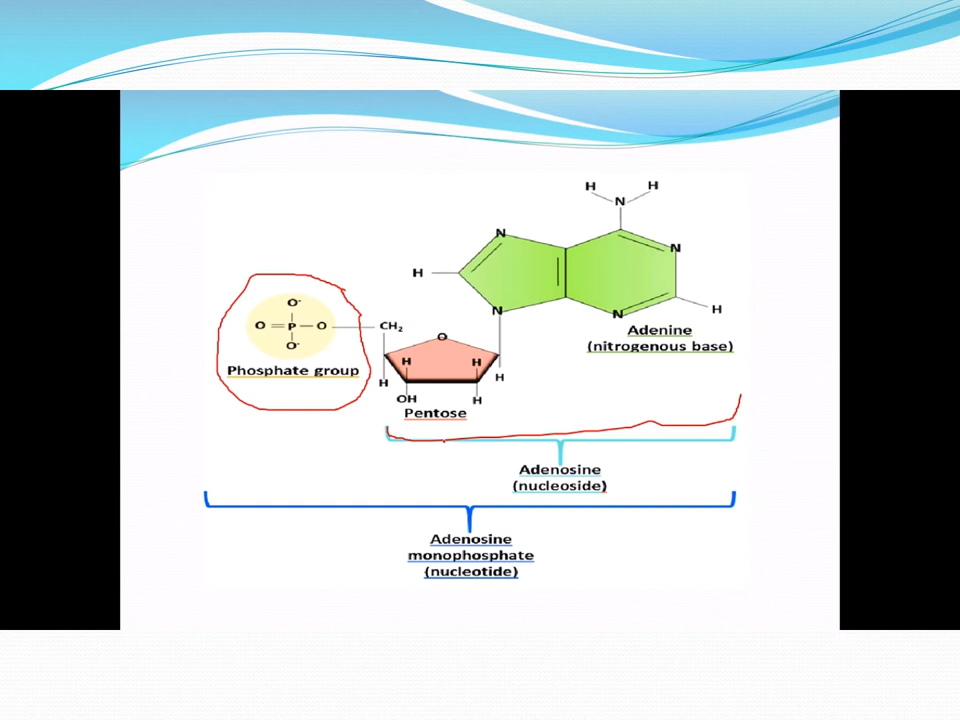 H H
N
N N
H
N N H
Adenine
(nitrogenous base)
O-
O = P — O CH₂
O-
Phosphate group
O
H H
H H
OH H
Pentose
Adenosine
(nucleoside)
Adenosine
monophosphate
(nucleotide)